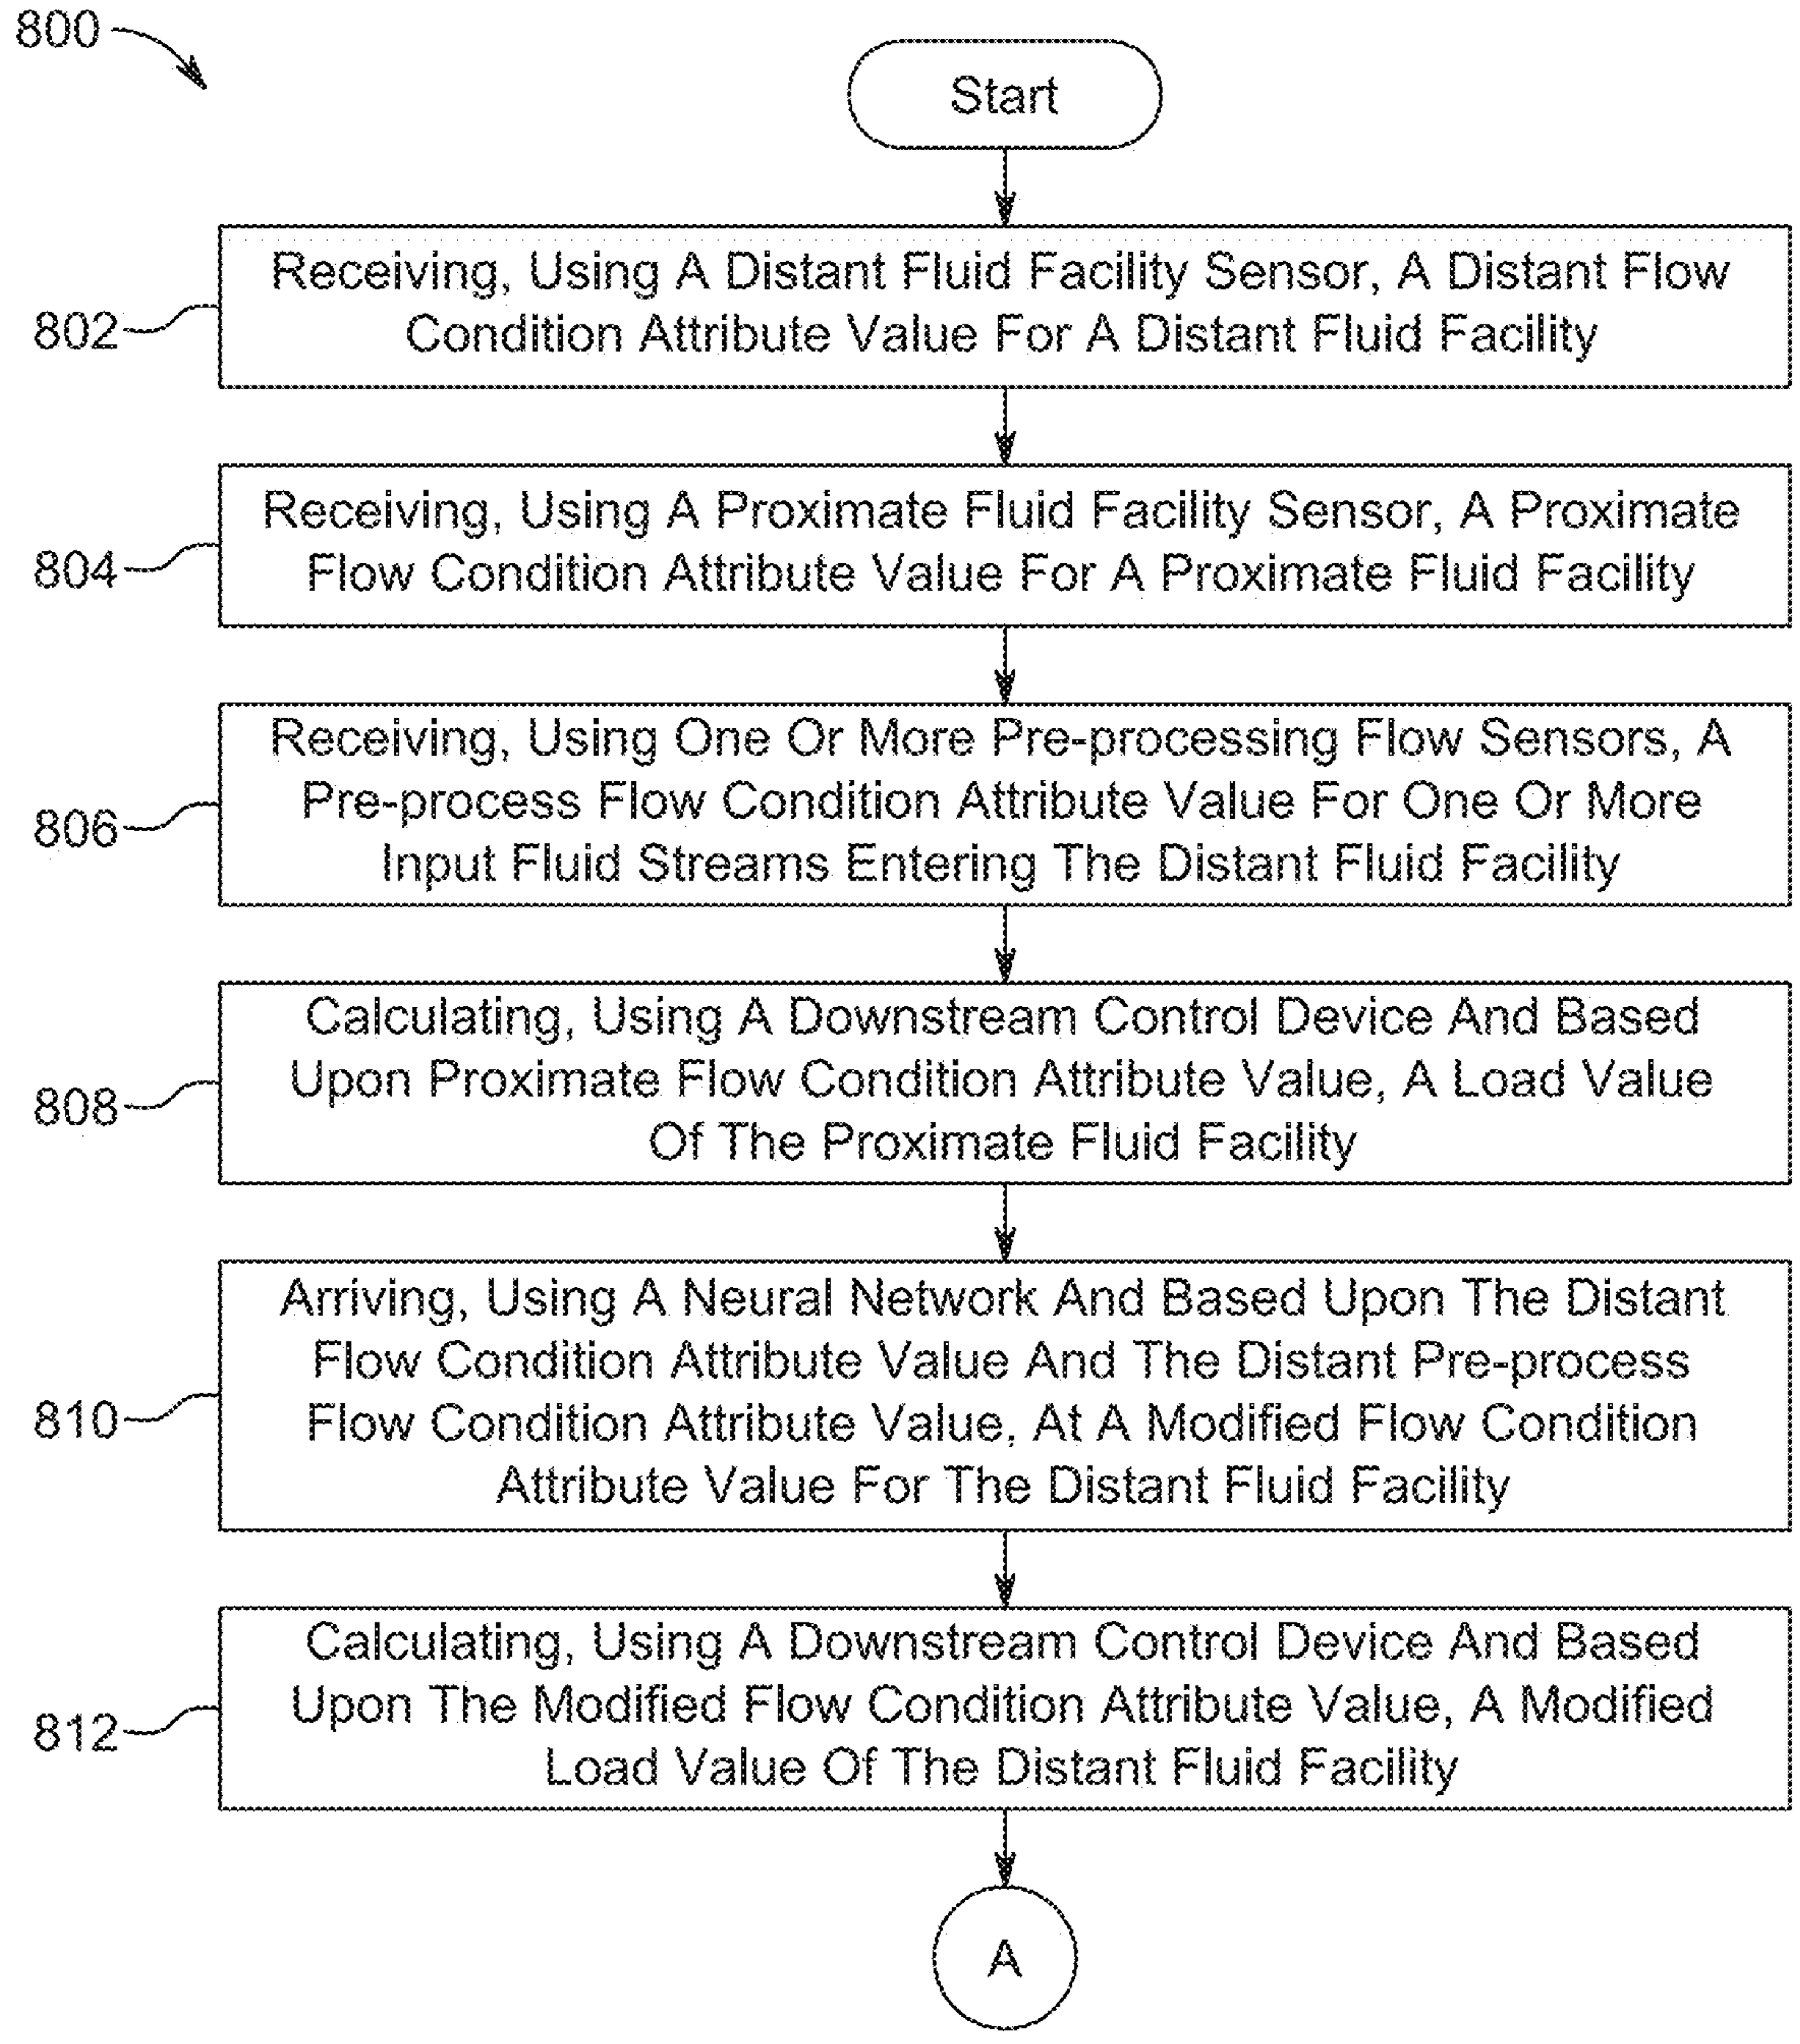 800
Start
802
Receiving, Using A Distant Fluid Facility Sensor, A Distant Flow
Condition Attribute Value For A Distant Fluid Facility
804
Receiving, Using A Proximate Fluid Facility Sensor, A Proximate
Flow Condition Attribute Value For A Proximate Fluid Facility
806
Receiving, Using One Or More Pre-processing Flow Sensors, A
Pre-process Flow Condition Attribute Value For One Or More
Input Fluid Streams Entering The Distant Fluid Facility
808
Calculating, Using A Downstream Control Device And Based
Upon Proximate Flow Condition Attribute Value, A Load Value
Of The Proximate Fluid Facility
810
Arriving, Using A Neural Network And Based Upon The Distant
Flow Condition Attribute Value And The Distant Pre-process
Flow Condition Attribute Value, At A Modified Flow Condition
Attribute Value For The Distant Fluid Facility
812
Calculating, Using A Downstream Control Device And Based
Upon The Modified Flow Condition Attribute Value, A Modified
Load Value Of The Distant Fluid Facility
A